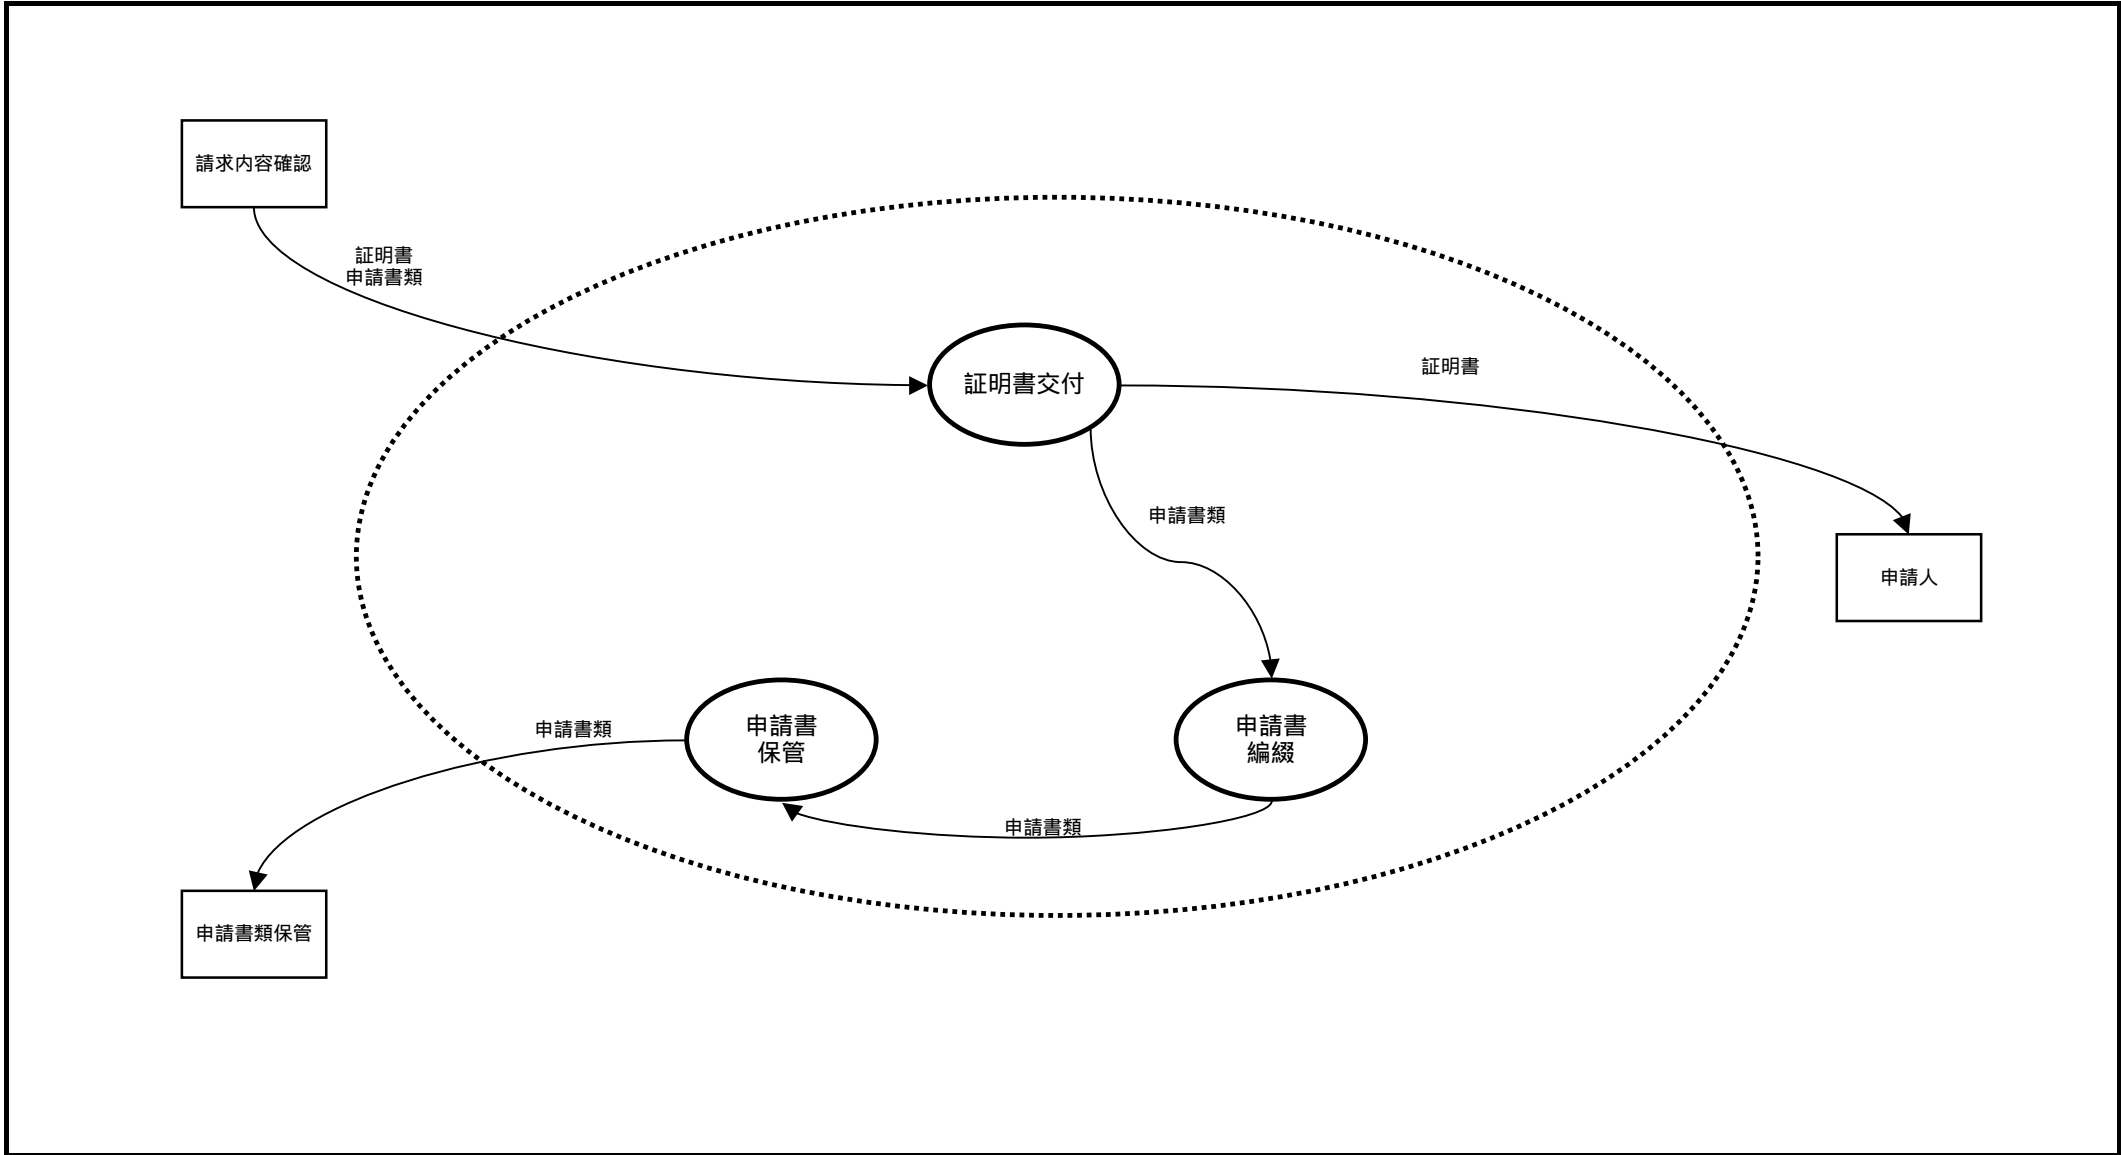 請求内容確認
証明書
申請書類
証明書交付
証明書
申請書類
申請人
申請書類
申請書
保管
申請書
編綴
申請書類
申請書類保管